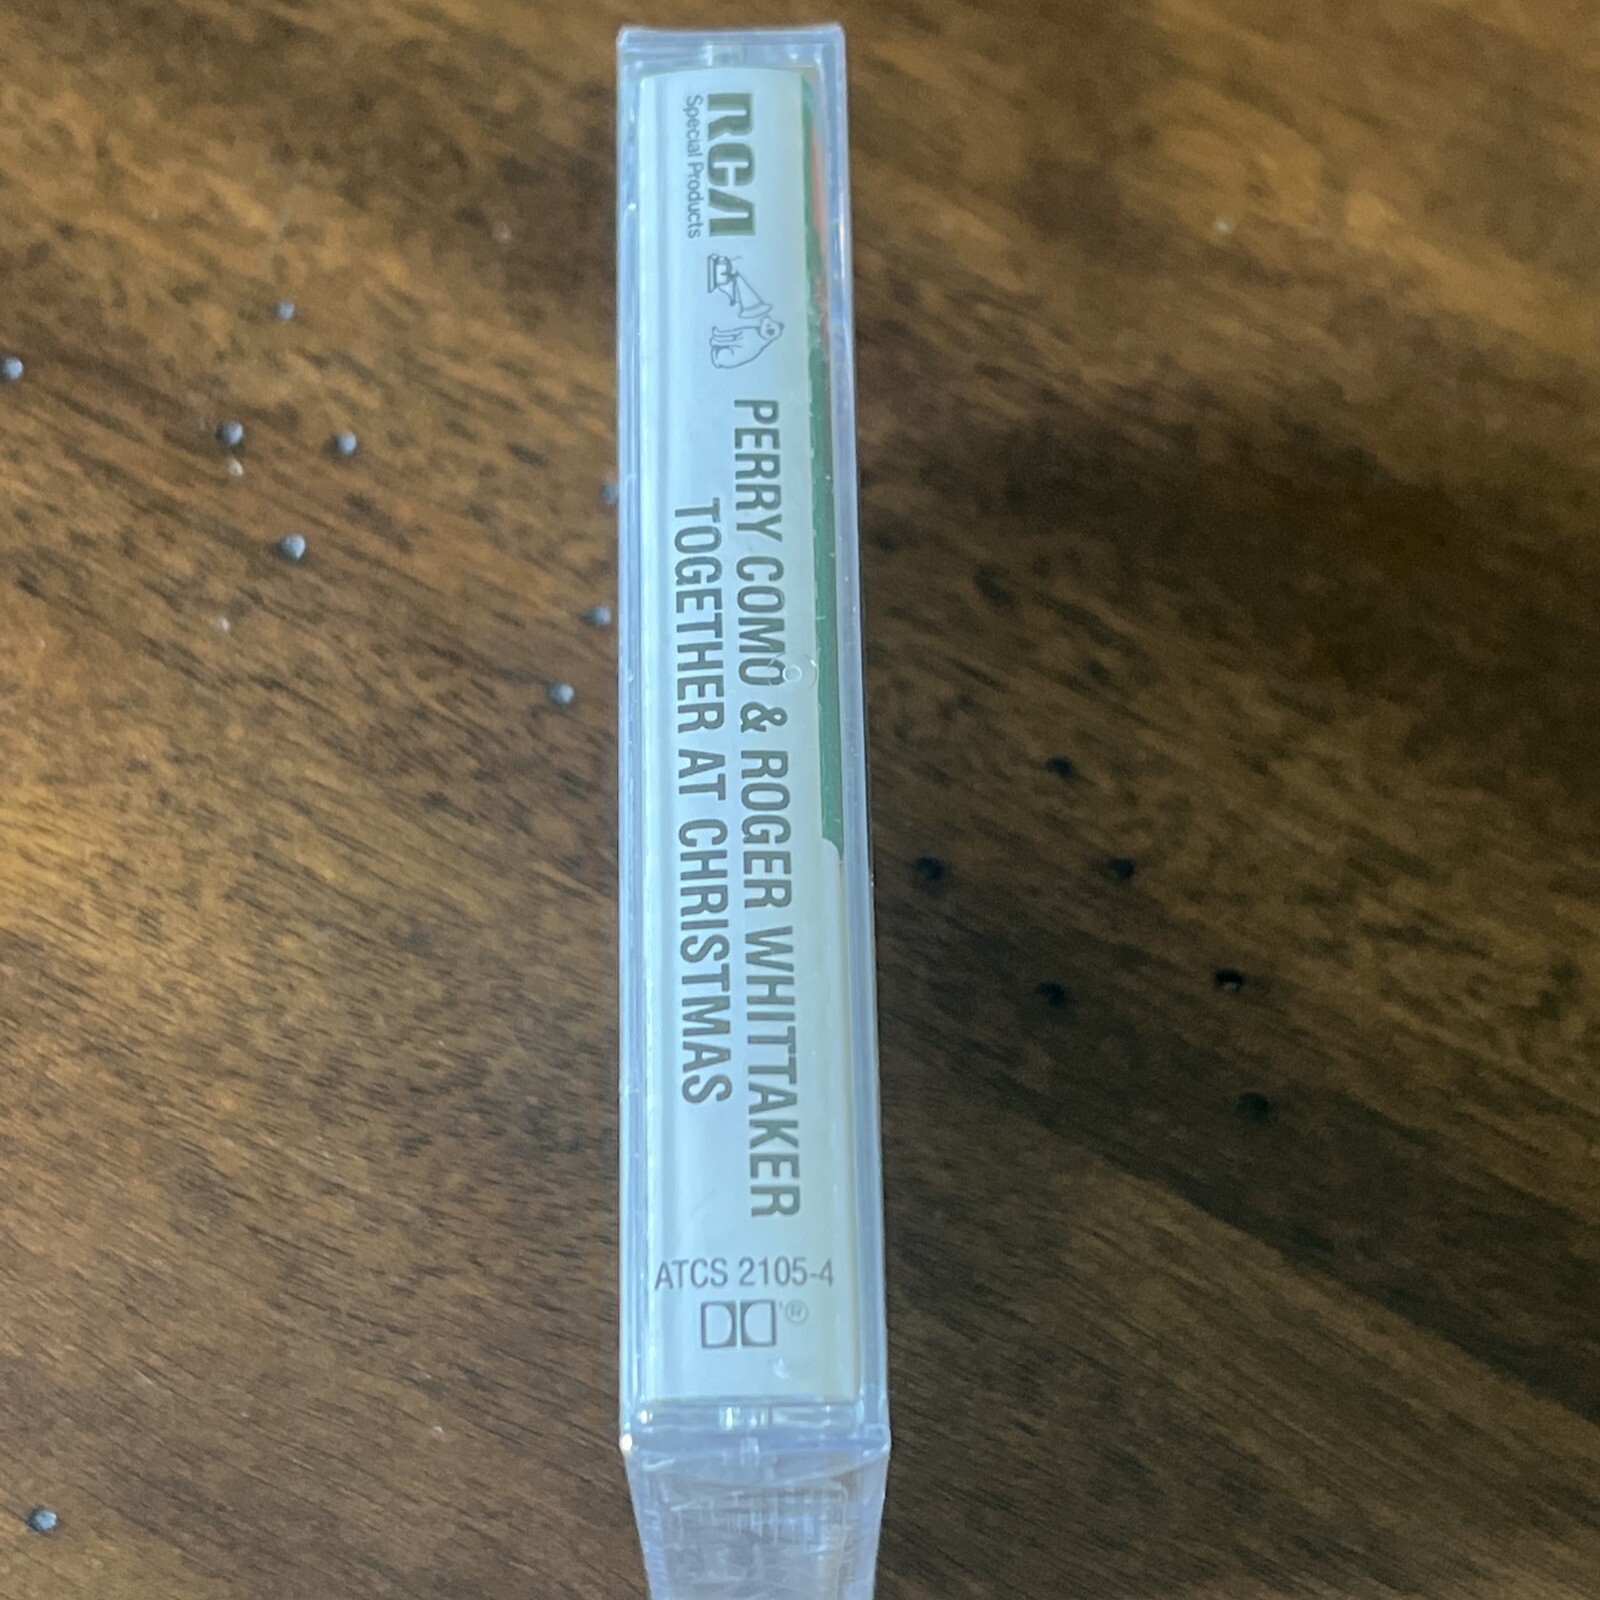 RCA
Special Products
PERRY COMO & ROGER WHITTAKER
TOGETHER AT CHRISTMAS
ATCS 2105-4
®